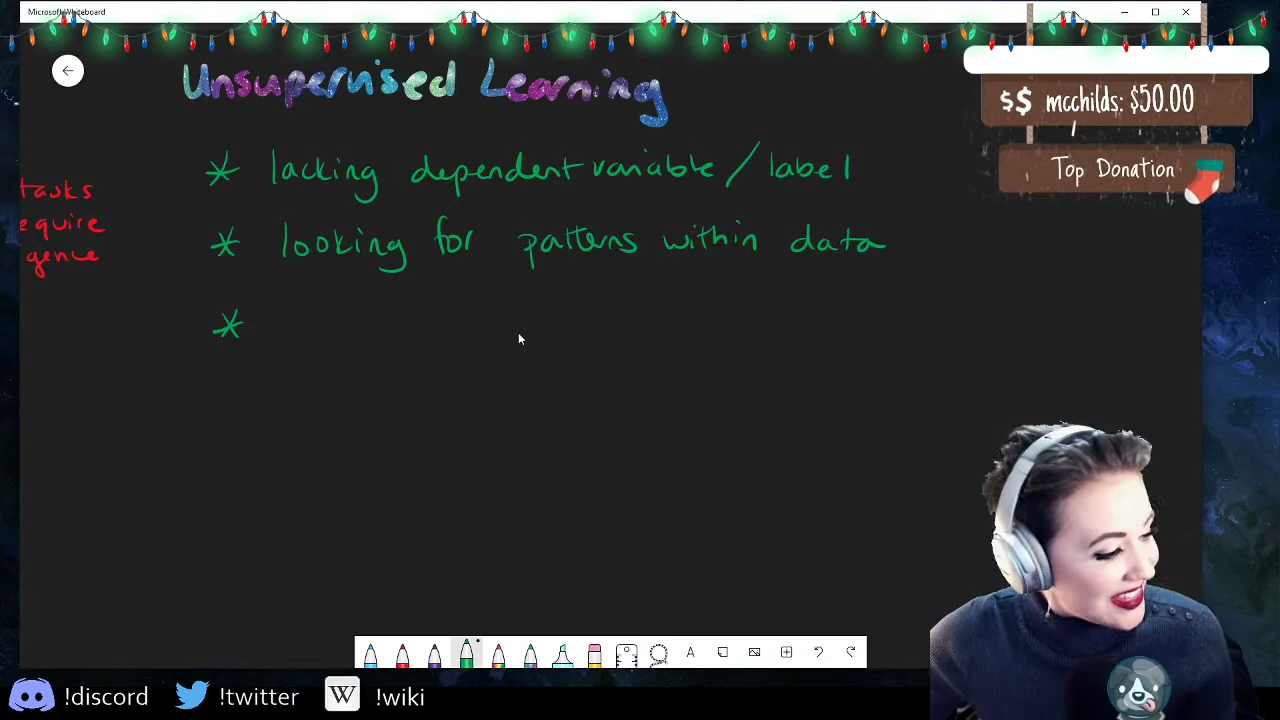 Microsoft Whiteboard
Unsupervised Learning
* lacking dependent variable / label
* looking for patterns within data
*
tasks
equire
gence
$$ mcchilds: $50.00
Top Donation
A
!discord
!twitter
W !wiki